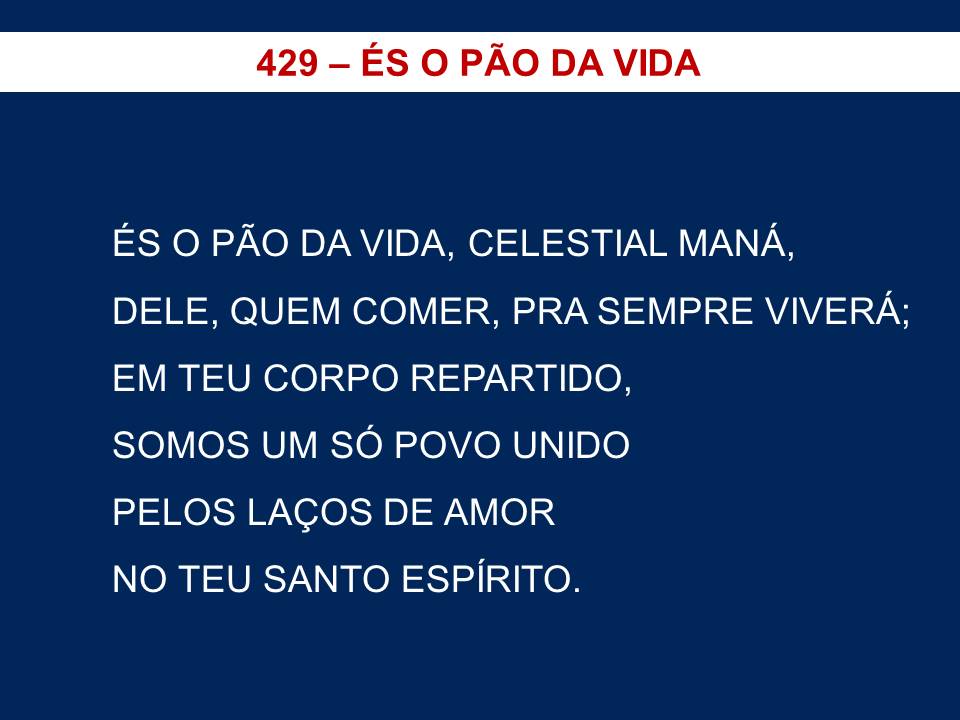 429 – ÉS O PÃO DA VIDA
ÉS O PÃO DA VIDA, CELESTIAL MANÁ,
DELE, QUEM COMER, PRA SEMPRE VIVERÁ;
EM TEU CORPO REPARTIDO,
SOMOS UM SÓ POVO UNIDO
PELOS LAÇOS DE AMOR
NO TEU SANTO ESPÍRITO.